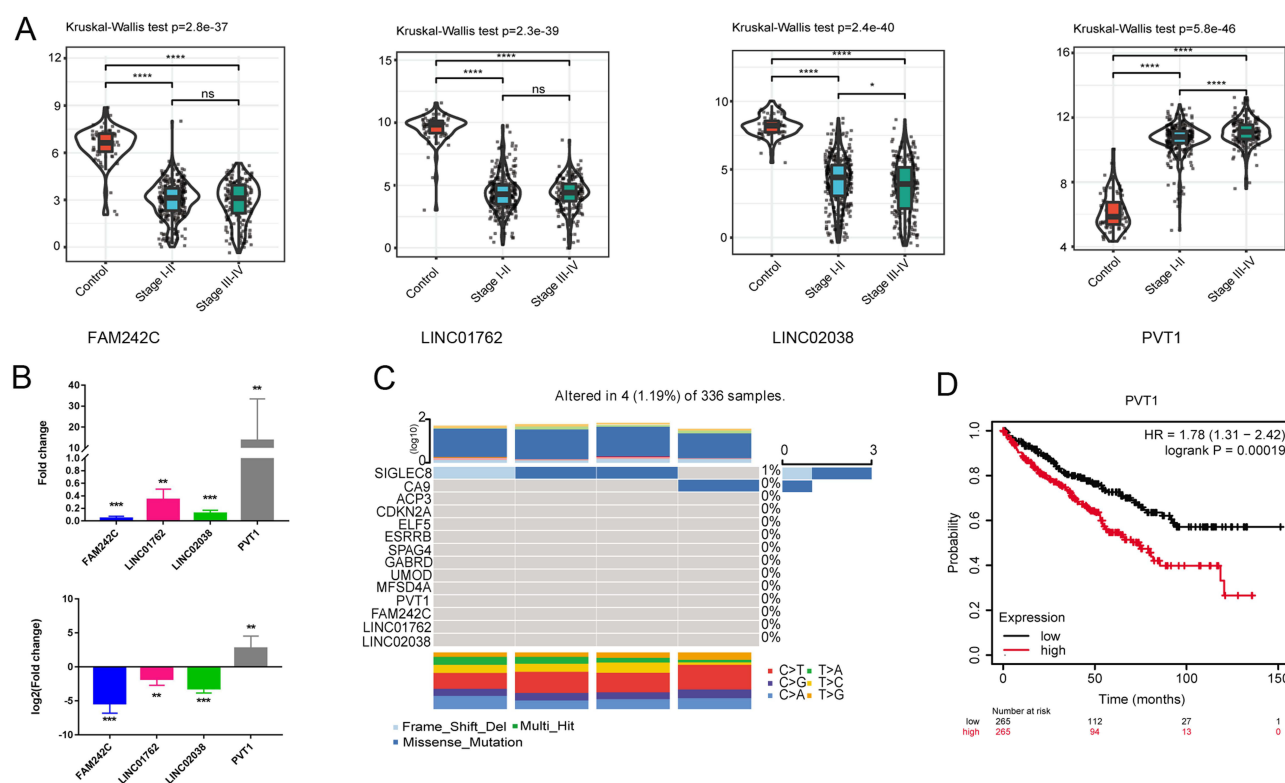 A
Kruskal-Wallis test p=2.8e-37
****
****
ns
12
9
6
3
0
Control
Stage I-II
Stage III-IV
FAM242C
Kruskal-Wallis test p=2.3e-39
****
****
ns
15
10
5
0
Control
Stage I-II
Stage III-IV
LINC01762
Kruskal-Wallis test p=2.4e-40
****
****
*
10
5
0
Control
Stage I-II
Stage III-IV
LINC02038
Kruskal-Wallis test p=5.8e-46
****
****
****
16
14
12
10
8
6
4
Control
Stage I-II
Stage III-IV
PVT1
B
Fold change
40
30
20
10
1.0
0.8
0.6
0.4
0.2
0.0
***
**
***
**
FAM242C
LINC01762
LINC02038
PVT1
log2(Fold change)
10
5
0
-5
-10
***
**
***
**
FAM242C
LINC01762
LINC02038
PVT1
C
Altered in 4 (1.19%) of 336 samples.
2
(log10)
0
0 3
SIGLEC8 1%
CA9 0%
ACP3 0%
CDKN2A 0%
ELF5 0%
ESRRB 0%
SPAG4 0%
GABRD 0%
UMOD 0%
MFSD4A 0%
PVT1 0%
FAM242C 0%
LINC01762 0%
LINC02038 0%
C>T T>A
C>G T>C
C>A T>G
Frame_Shift_Del Multi_Hit
Missense_Mutation
D
PVT1
HR = 1.78 (1.31 − 2.42)
logrank P = 0.00019
Probability
1.0
0.8
0.6
0.4
0.2
0.0
Expression
low
high
0 50 100 150
Time (months)
Number at risk
low 265 112 27 1
high 265 94 13 0